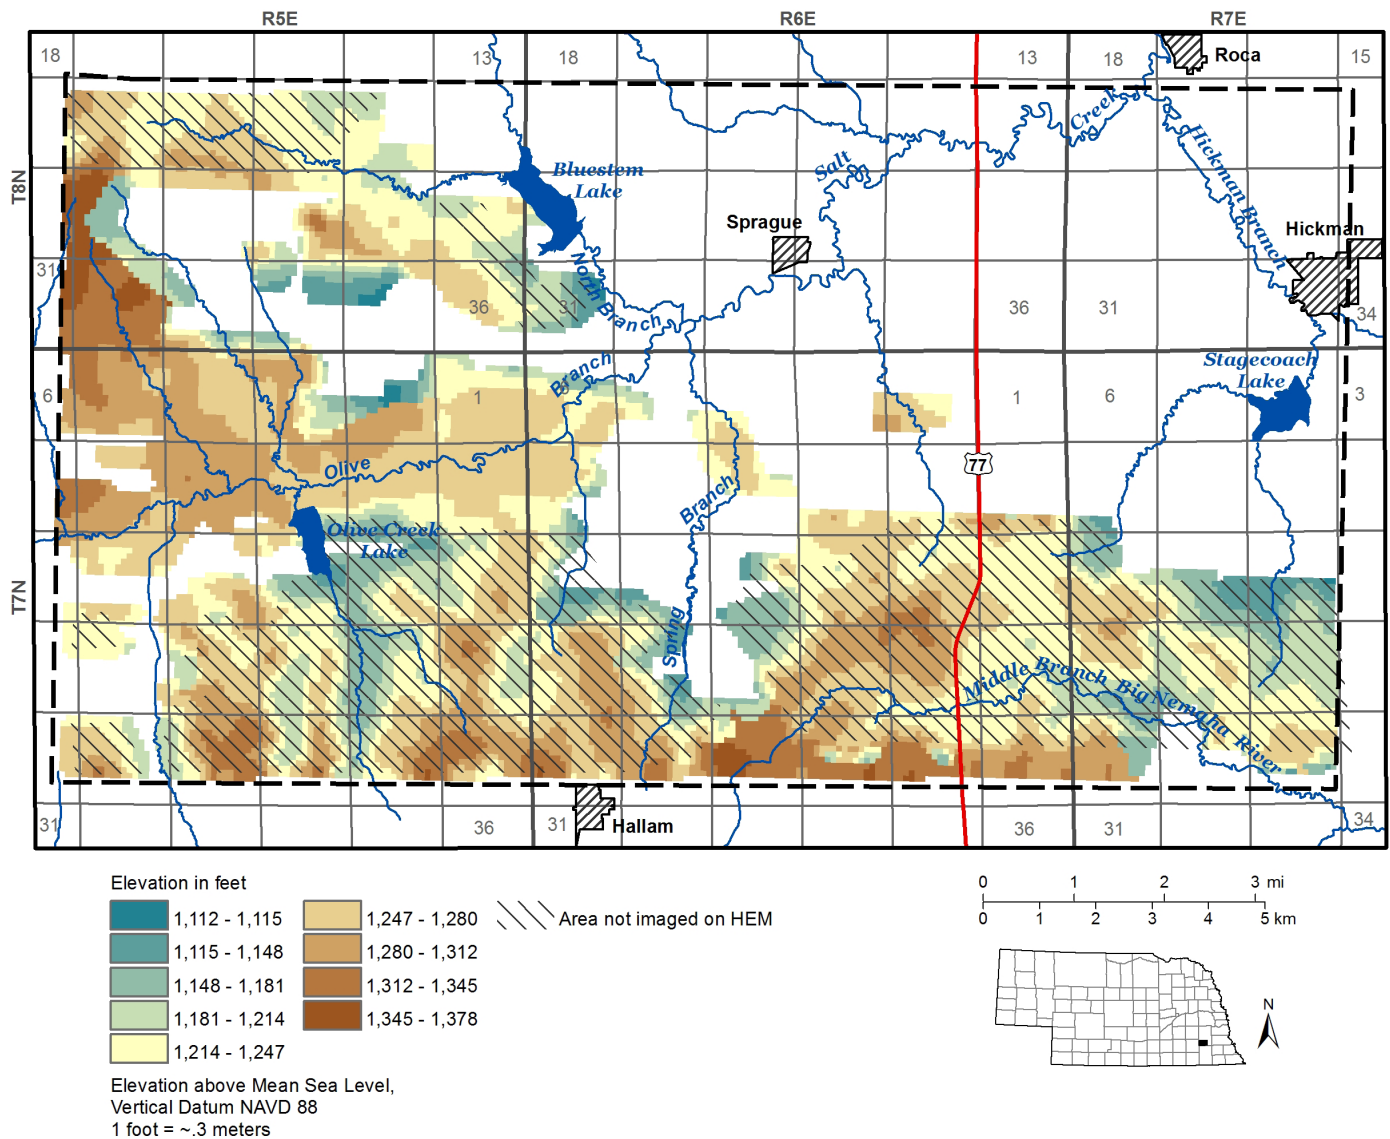 R5E
R6E
R7E
18
13
18
13
18
15
Roca
Creek
Salt
Hickman Branch
T8N
Bluestem
Lake
Sprague
Hickman
31
North Branch
36
31
36
31
34
Stagecoach
Lake
Branch
6
1
6
1
6
3
77
Olive
Branch
Olive Creek
Lake
T7N
Spring
Middle Branch Big Nemaha River
31
36
31
Hallam
36
31
34
Elevation in feet
1,112 - 1,115
1,115 - 1,148
1,148 - 1,181
1,181 - 1,214
1,214 - 1,247
1,247 - 1,280
1,280 - 1,312
1,312 - 1,345
1,345 - 1,378
Area not imaged on HEM
0 1 2 3 mi
0 1 2 3 4 5 km
N
Elevation above Mean Sea Level,
Vertical Datum NAVD 88
1 foot = ~.3 meters